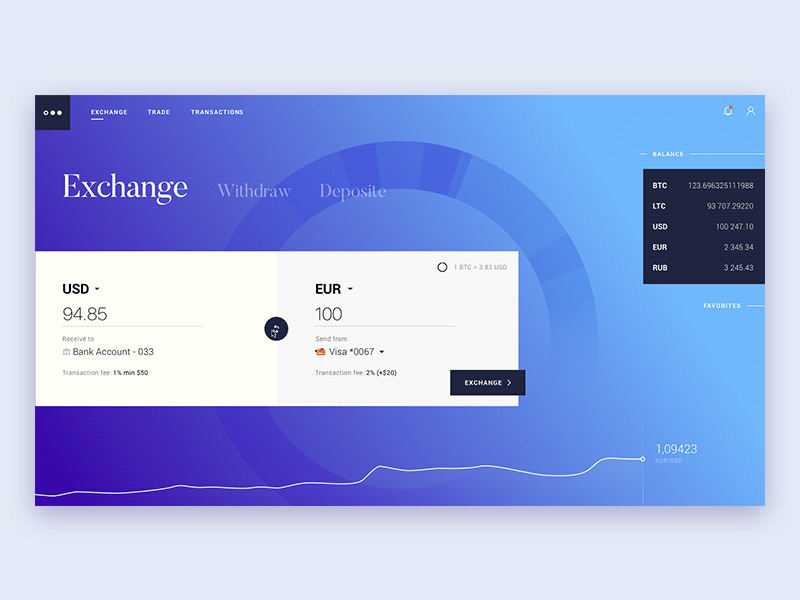 EXCHANGE TRADE TRANSACTIONS
Exchange Withdraw Deposite
BALANCE
BTC 123.696325111988
LTC 93 707.29220
USD 100 247.10
EUR 2 345.34
RUB 3 245.43
FAVORITES
1 BTC = 3.83 USD
USD
94.85
Receive to
Bank Account - 033
Transaction fee: 1% min $50
EUR
100
Send from
Visa *0067
Transaction fee: 2% (+$20)
EXCHANGE
1,09423
EUR/USD